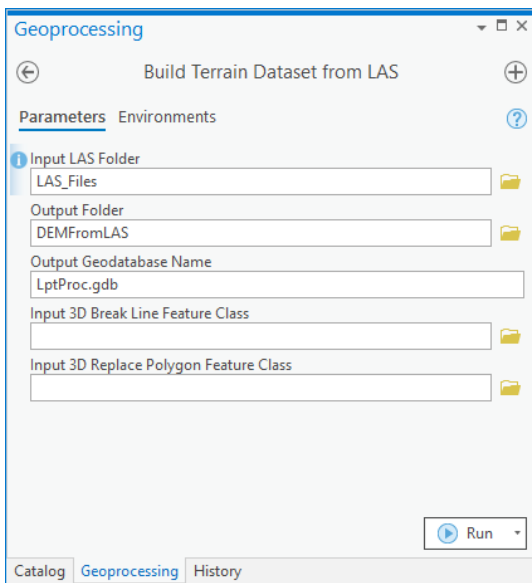 Geoprocessing
Build Terrain Dataset from LAS
Parameters Environments
Input LAS Folder
LAS_Files
Output Folder
DEMFromLAS
Output Geodatabase Name
LptProc.gdb
Input 3D Break Line Feature Class
Input 3D Replace Polygon Feature Class
Run
Catalog Geoprocessing History